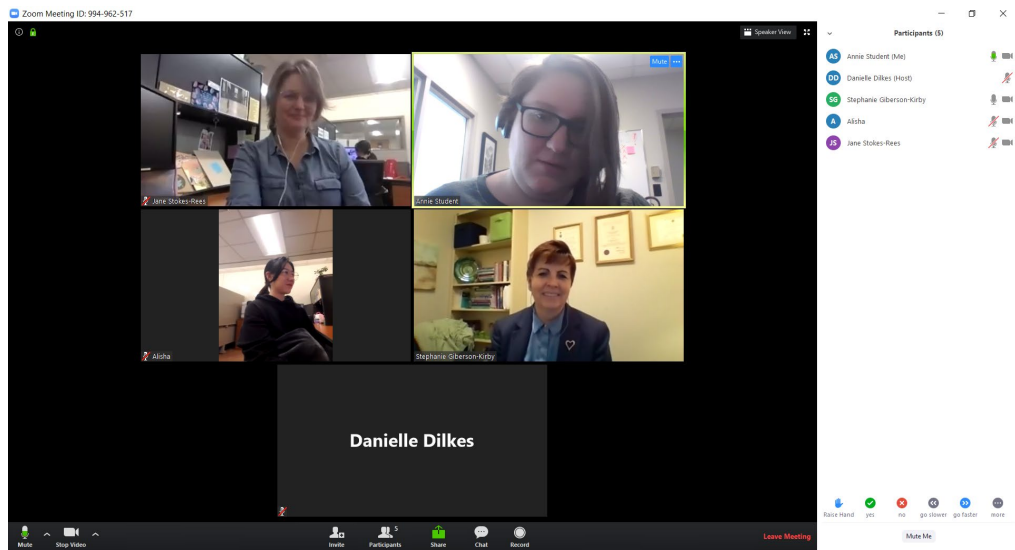 Zoom Meeting ID: 994-962-517
Speaker View
Jane Stokes-Rees
Mute
Annie Student
Alisha
Stephanie Giberson-Kirby
Danielle Dilkes
Mute
Stop Video
Invite
Participants
5
Share
Chat
Record
Leave Meeting
Participants (5)
AS Annie Student (Me)
DD Danielle Dilkes (Host)
SG Stephanie Giberson-Kirby
A Alisha
JS Jane Stokes-Rees
Raise Hand yes no go slower go faster more
Mute Me